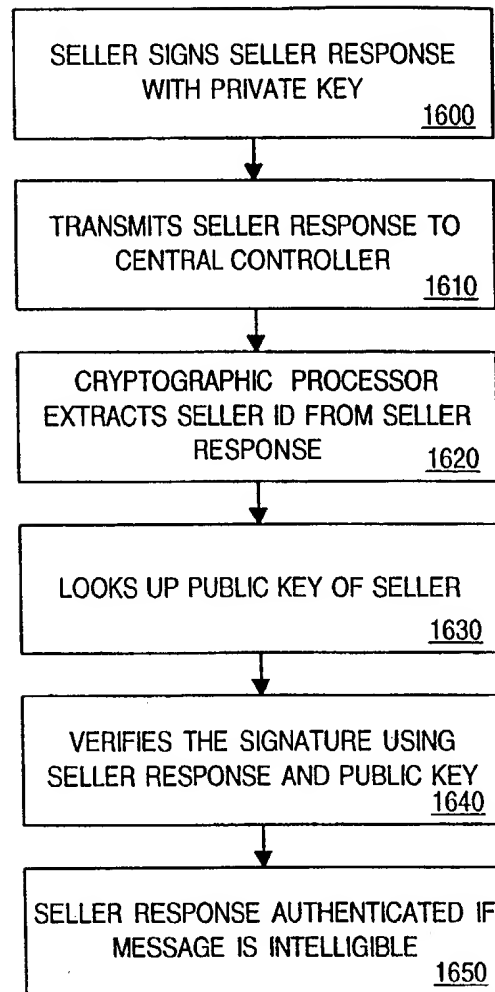 SELLER SIGNS SELLER RESPONSE
WITH PRIVATE KEY
1600
TRANSMITS SELLER RESPONSE TO
CENTRAL CONTROLLER
1610
CRYPTOGRAPHIC PROCESSOR
EXTRACTS SELLER ID FROM SELLER
RESPONSE
1620
LOOKS UP PUBLIC KEY OF SELLER
1630
VERIFIES THE SIGNATURE USING
SELLER RESPONSE AND PUBLIC KEY
1640
SELLER RESPONSE AUTHENTICATED IF
MESSAGE IS INTELLIGIBLE
1650